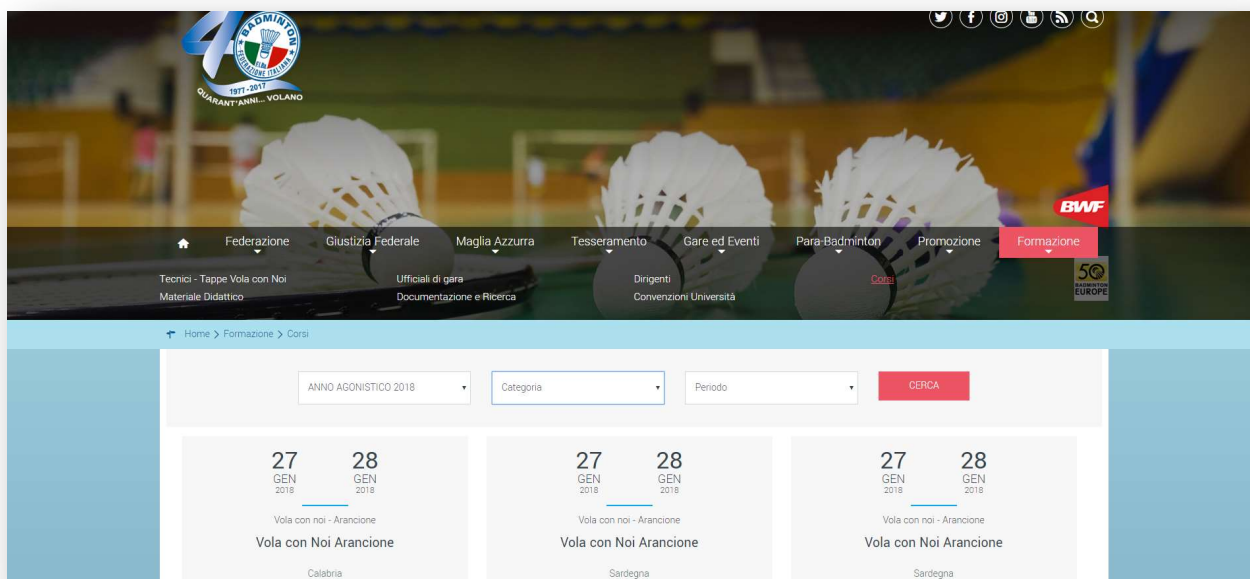 40
BADMINTON
FEDERAZIONE ITALIANA
1977-2017
QUARANT'ANNI... VOLANO
BWF
Federazione Giustizia Federale Maglia Azzurra Tesseramento Gare ed Eventi Para-Badminton Promozione Formazione
Tecnici - Tappe Vola con Noi Ufficiali di gara Dirigenti Corsi
Materiale Didattico Documentazione e Ricerca Convenzioni Università
50
BADMINTON
EUROPE
Home > Formazione > Corsi
ANNO AGONISTICO 2018 Categoria Periodo CERCA
27 28 27 28 27 28
GEN GEN GEN GEN GEN GEN
2018 2018 2018 2018 2018 2018
Vola con noi - Arancione Vola con noi - Arancione Vola con noi - Arancione
Vola con Noi Arancione Vola con Noi Arancione Vola con Noi Arancione
Calabria Sardegna Sardegna